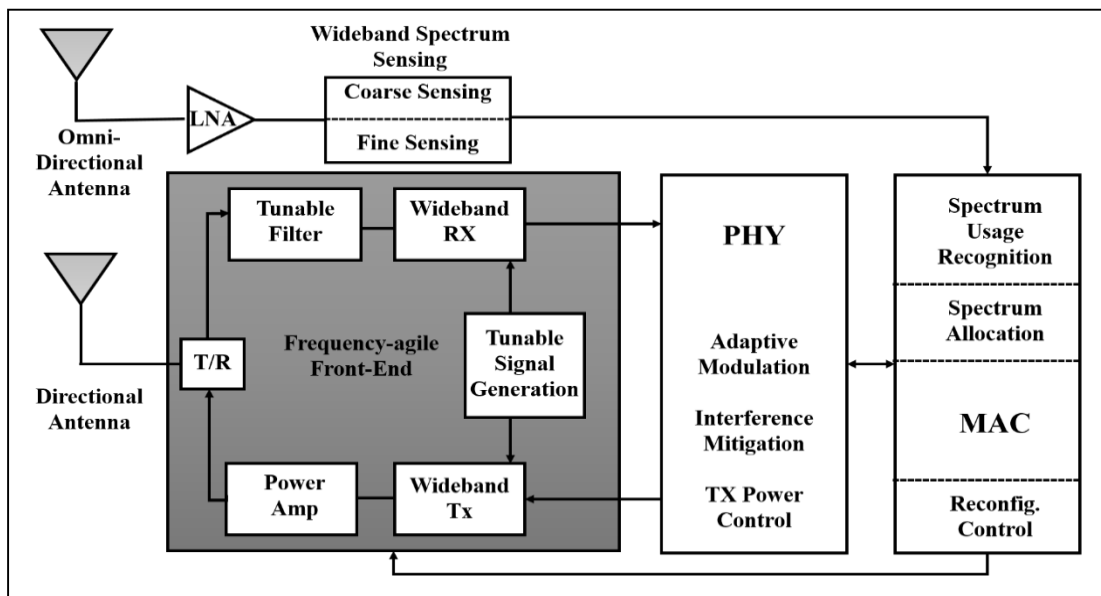 Wideband Spectrum
Sensing
Coarse Sensing
Fine Sensing
LNA
Omni-
Directional
Antenna
Tunable
Filter
Wideband
RX
Frequency-agile
Front-End
Tunable
Signal
Generation
T/R
Directional
Antenna
Power
Amp
Wideband
Tx
PHY
Adaptive
Modulation
Interference
Mitigation
TX Power
Control
Spectrum
Usage
Recognition
Spectrum
Allocation
MAC
Reconfig.
Control